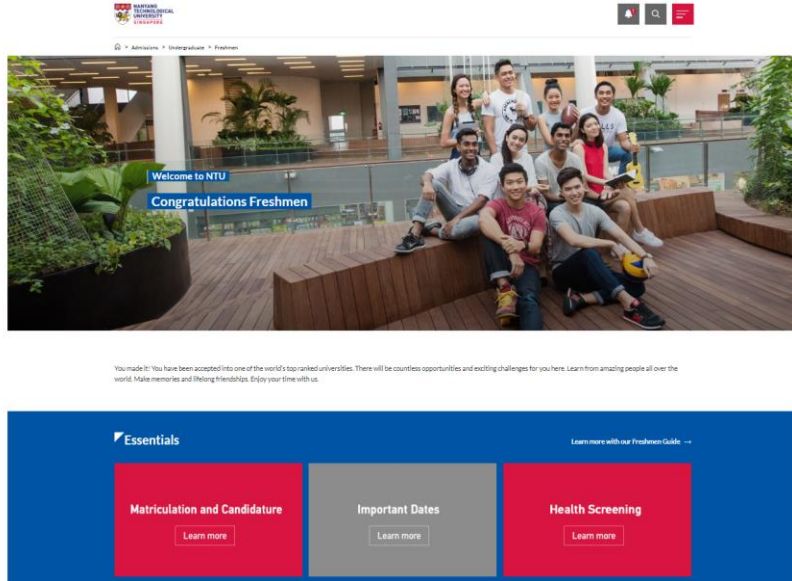 NANYANG
TECHNOLOGICAL
UNIVERSITY
SINGAPORE
Admissions > Undergraduate > Freshmen
Welcome to NTU
Congratulations Freshmen
You made it! You have been accepted into one of the world's top ranked universities. There will be countless opportunities and exciting challenges for you here. Learn from amazing people all over the
world. Make memories and lifelong friendships. Enjoy your time with us.
Essentials
Learn more with our Freshmen Guide →
Matriculation and Candidature
Important Dates
Health Screening
Learn more
Learn more
Learn more